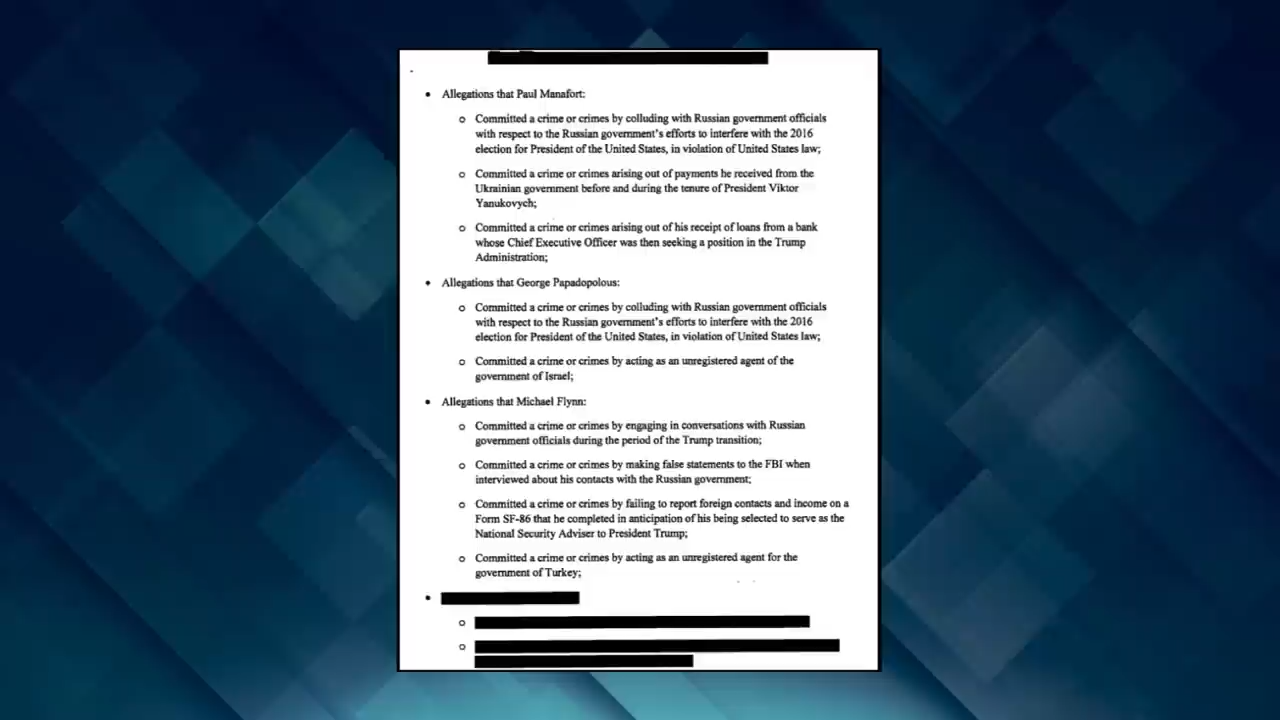 • Allegations that Paul Manafort:
o Committed a crime or crimes by colluding with Russian government officials
with respect to the Russian government's efforts to interfere with the 2016
election for President of the United States, in violation of United States law;
o Committed a crime or crimes arising out of payments he received from the
Ukrainian government before and during the tenure of President Viktor
Yanukovych;
o Committed a crime or crimes arising out of his receipt of loans from a bank
whose Chief Executive Officer was then seeking a position in the Trump
Administration;
• Allegations that George Papadopolous:
o Committed a crime or crimes by colluding with Russian government officials
with respect to the Russian government's efforts to interfere with the 2016
election for President of the United States, in violation of United States law;
o Committed a crime or crimes by acting as an unregistered agent of the
government of Israel;
• Allegations that Michael Flynn:
o Committed a crime or crimes by engaging in conversations with Russian
government officials during the period of the Trump transition;
o Committed a crime or crimes by making false statements to the FBI when
interviewed about his contacts with the Russian government;
o Committed a crime or crimes by failing to report foreign contacts and income on a
Form SF-86 that he completed in anticipation of his being selected to serve as the
National Security Adviser to President Trump;
o Committed a crime or crimes by acting as an unregistered agent for the
government of Turkey;